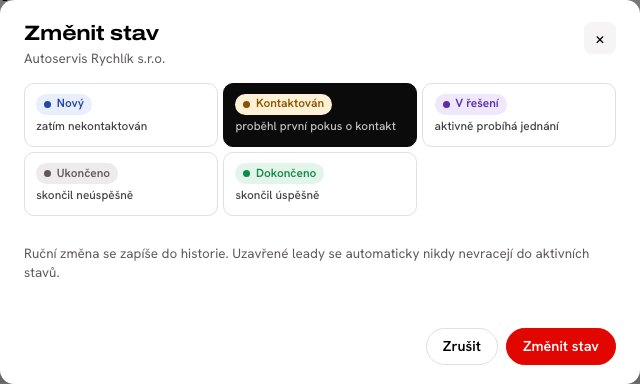 Změnit stav
×
Autoservis Rychlík s.r.o.
Nový
zatím nekontaktován
Kontaktován
proběhl první pokus o kontakt
V řešení
aktivně probíhá jednání
Ukončeno
skončil neúspěšně
Dokončeno
skončil úspěšně
Ruční změna se zapíše do historie. Uzavřené leady se automaticky nikdy nevracejí do aktivních
stavů.
Zrušit
Změnit stav